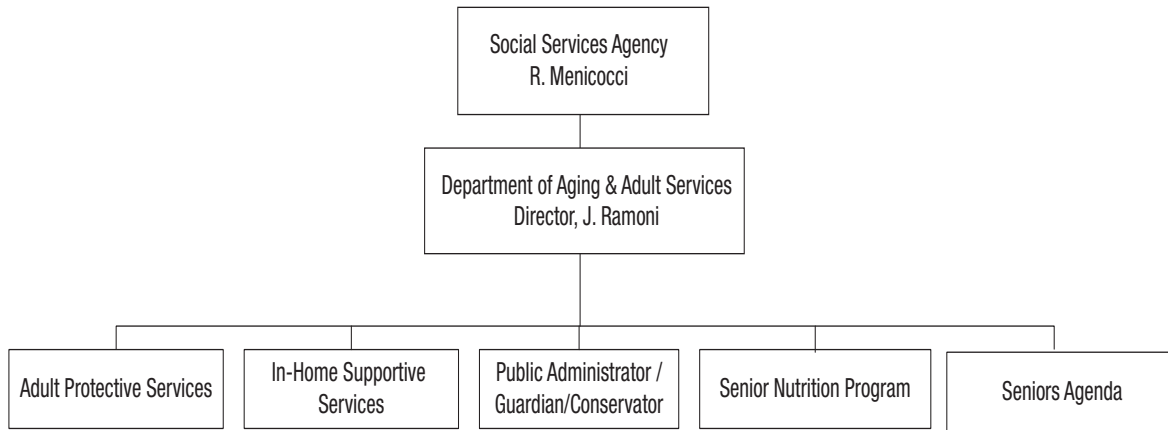 Social Services Agency
R. Menicocci
Department of Aging & Adult Services
Director, J. Ramoni
Adult Protective Services
In-Home Supportive
Services
Public Administrator /
Guardian/Conservator
Senior Nutrition Program
Seniors Agenda